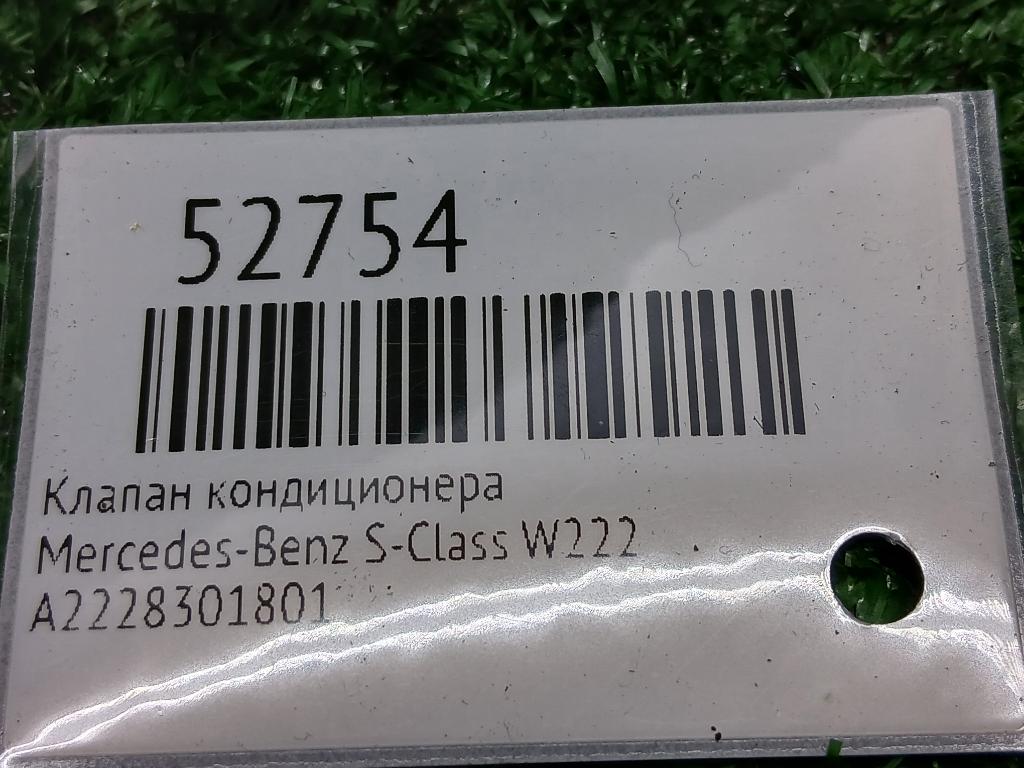 52754
Клапан кондиционера
Mercedes-Benz S-Class W222
A2228301801